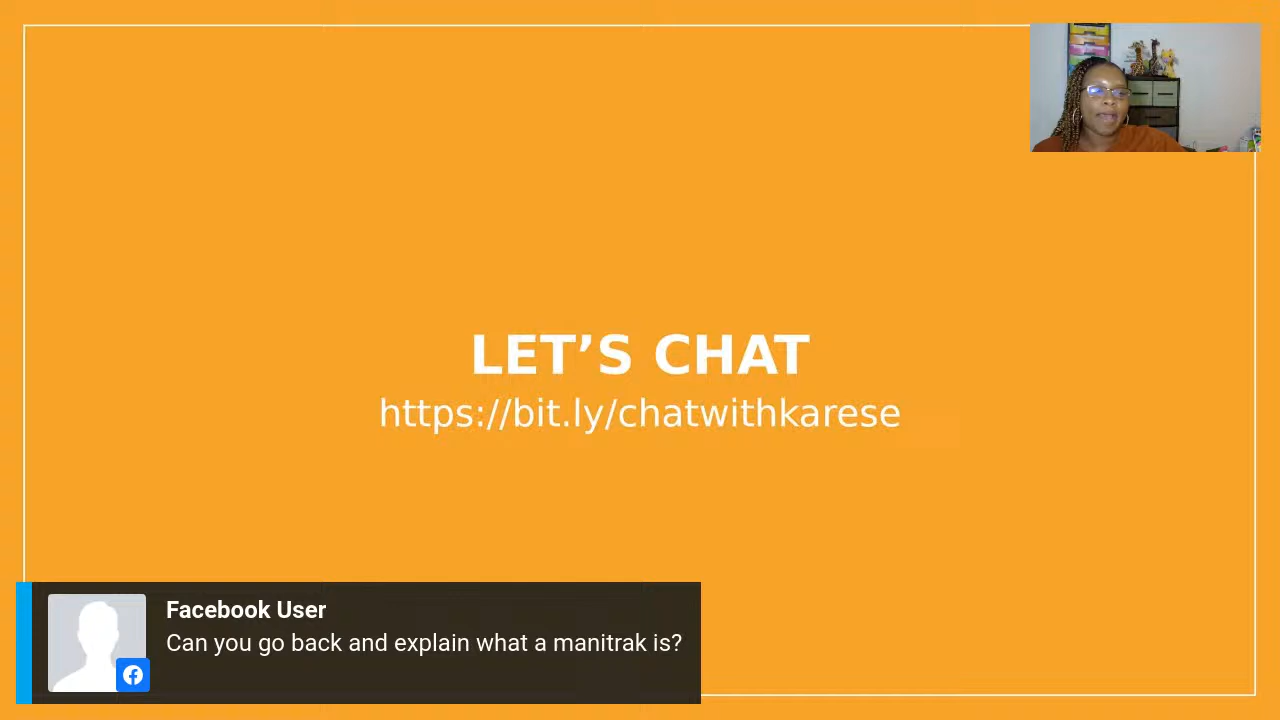 LET’S CHAT
https://bit.ly/chatwithkarese
Facebook User
Can you go back and explain what a manitrak is?